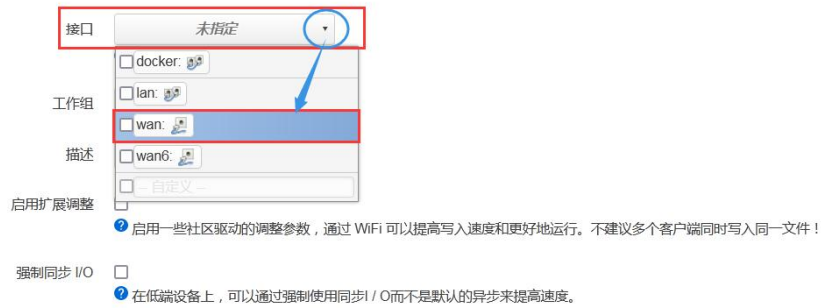 接口 未指定
docker:
lan:
工作组
wan:
描述
wan6:
-- 自定义 --
启用扩展调整
启用一些社区驱动的调整参数，通过 WiFi 可以提高写入速度和更好地运行。不建议多个客户端同时写入同一文件！
强制同步 I/O
在低端设备上，可以通过强制使用同步I / O而不是默认的异步来提高速度。